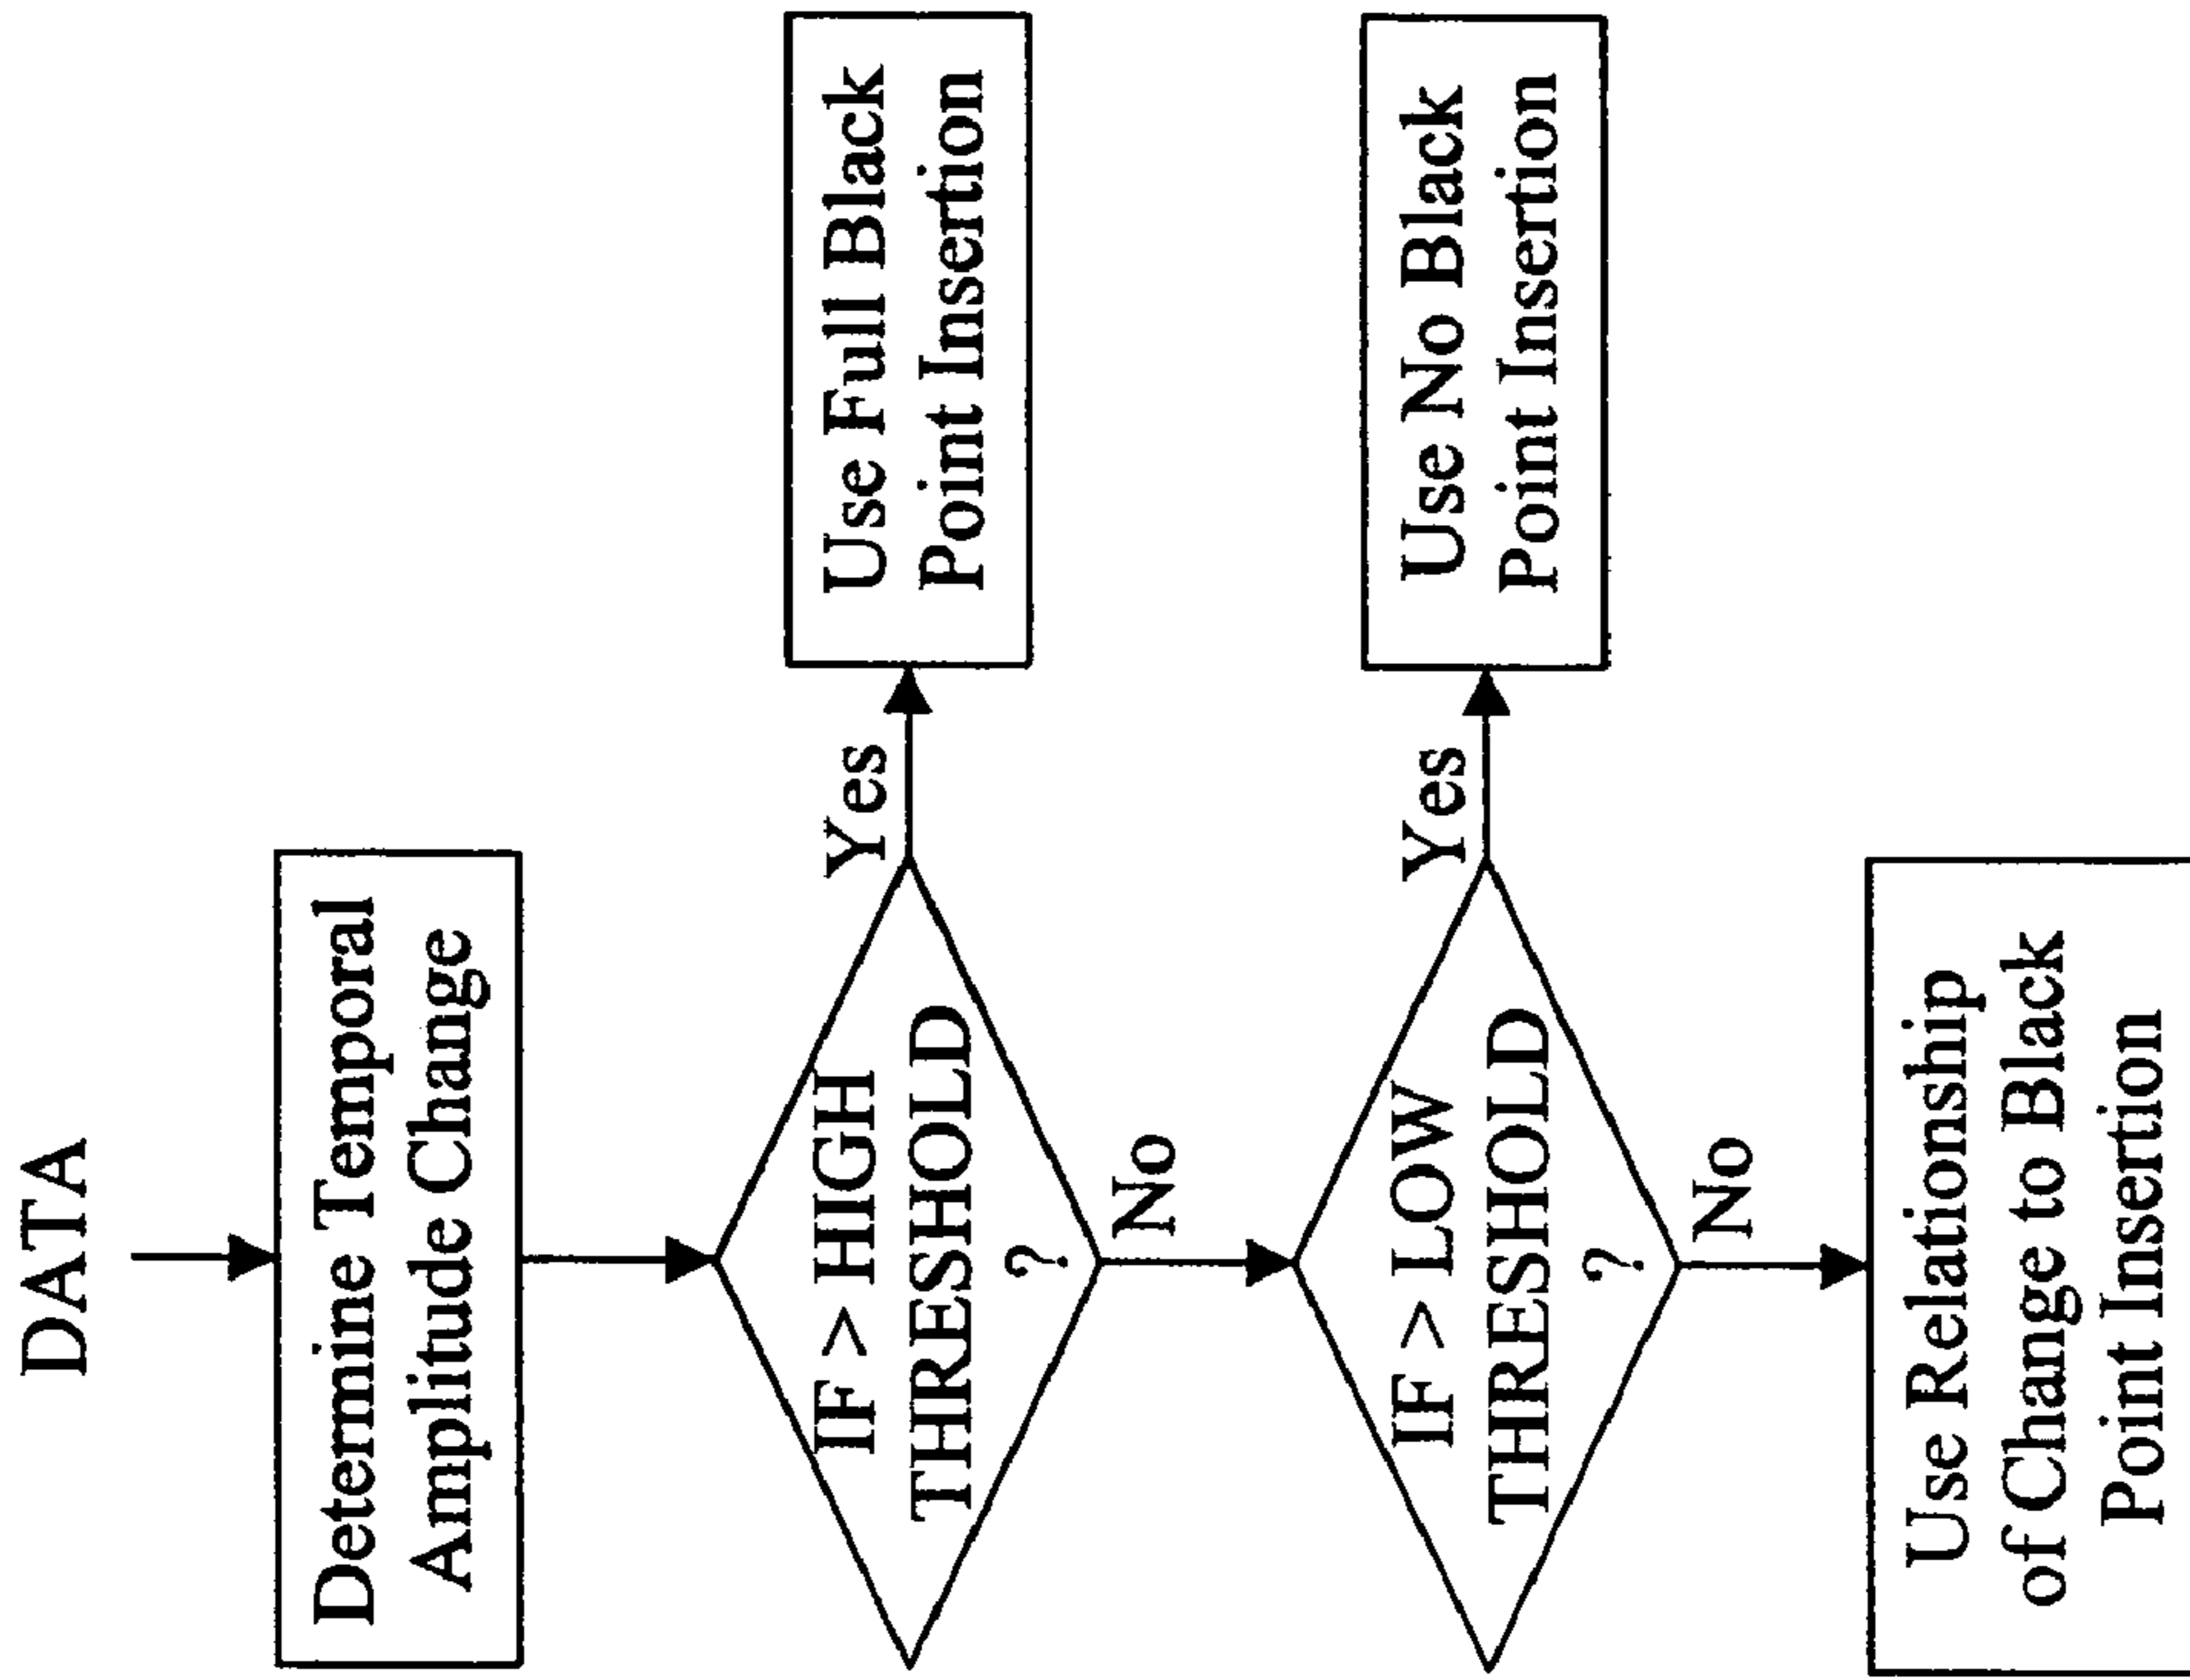 DATA
Determine Temporal
Amplitude Change
IF > HIGH
THRESHOLD
?
Yes
Use Full Black
Point Insertion
No
IF > LOW
THRESHOLD
?
Yes
Use No Black
Point Insertion
No
Use Relationship
of Change to Black
Point Insertion